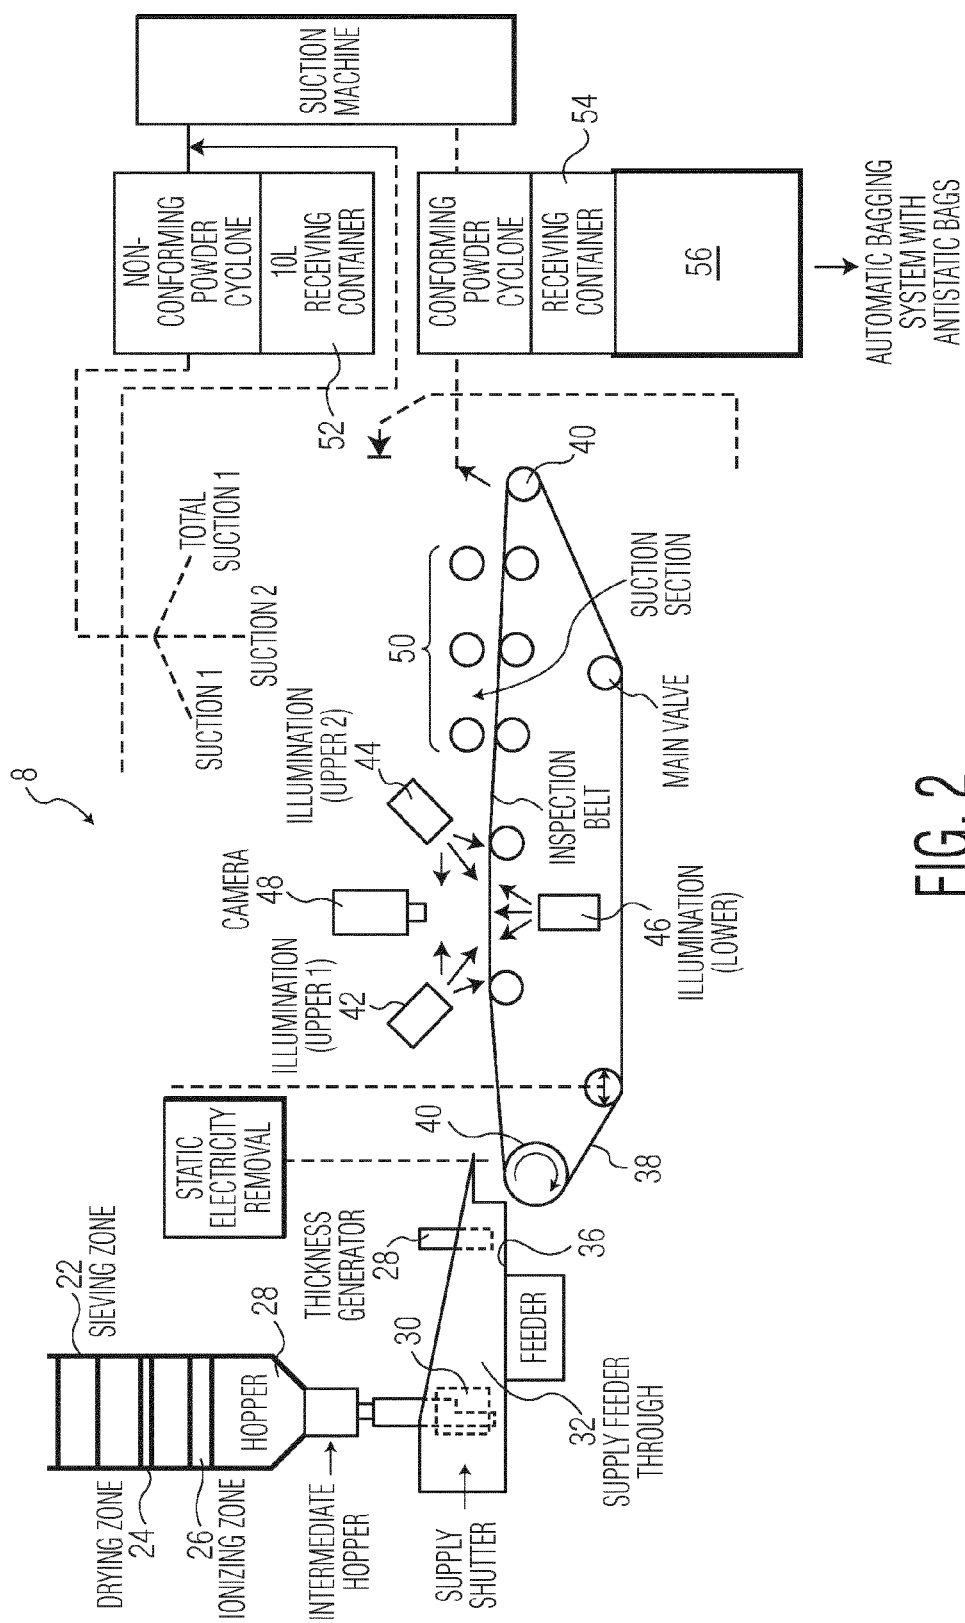 8
DRYING ZONE
24
26
IONIZING ZONE
22
SIEVING ZONE
HOPPER
28
INTERMEDIATE
HOPPER
SUPPLY
SHUTTER
STATIC
ELECTRICITY
REMOVAL
THICKNESS
GENERATOR
28
30
32
SUPPLY FEEDER
THROUGH
FEEDER
36
40
38
ILLUMINATION
(UPPER 1)
42
CAMERA
48
ILLUMINATION
(UPPER 2)
44
46
ILLUMINATION
(LOWER)
INSPECTION
BELT
MAIN VALVE
SUCTION
SECTION
50
40
SUCTION 1
SUCTION 2
TOTAL
SUCTION 1
NON-
CONFORMING
POWDER
CYCLONE
10L
RECEIVING
CONTAINER
52
SUCTION
MACHINE
CONFORMING
POWDER
CYCLONE
RECEIVING
CONTAINER
54
56
AUTOMATIC BAGGING
SYSTEM WITH
ANTISTATIC BAGS
FIG. 2